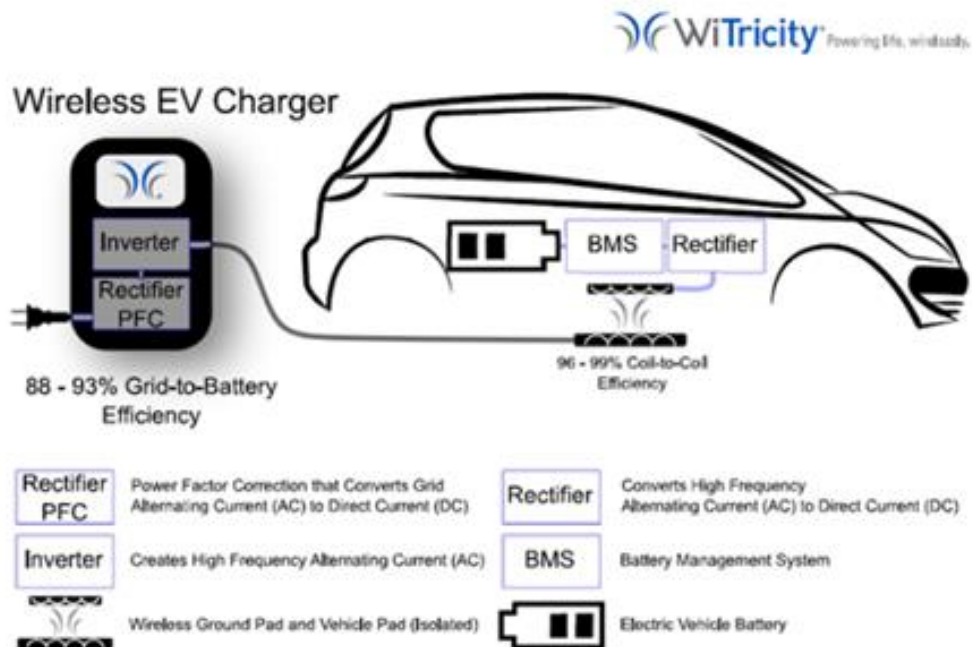 WiTricity Powering life, wirelessly.
Wireless EV Charger
Inverter
Rectifier
PFC
BMS
Rectifier
96 - 99% Coil-to-Coil
Efficiency
88 - 93% Grid-to-Battery
Efficiency
Rectifier
PFC
Power Factor Correction that Converts Grid
Alternating Current (AC) to Direct Current (DC)
Rectifier
Converts High Frequency
Alternating Current (AC) to Direct Current (DC)
Inverter
Creates High Frequency Alternating Current (AC)
BMS
Battery Management System
Wireless Ground Pad and Vehicle Pad (Isolated)
Electric Vehicle Battery